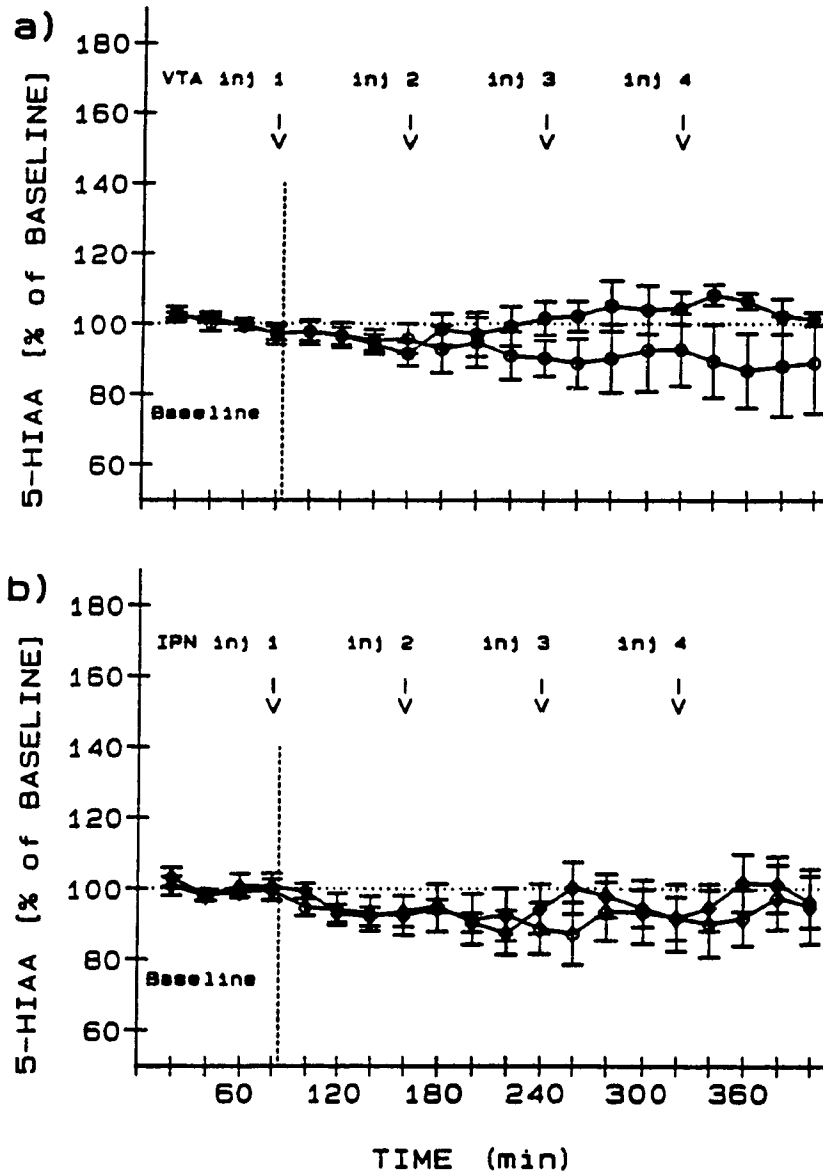 a)
5-HIAA [% of BASELINE]
180
160
140
120
100
80
60
VTA inj 1 inj 2 inj 3 inj 4
Baseline
b)
5-HIAA [% of BASELINE]
180
160
140
120
100
80
60
IPN inj 1 inj 2 inj 3 inj 4
Baseline
60 120 180 240 300 360
TIME (min)